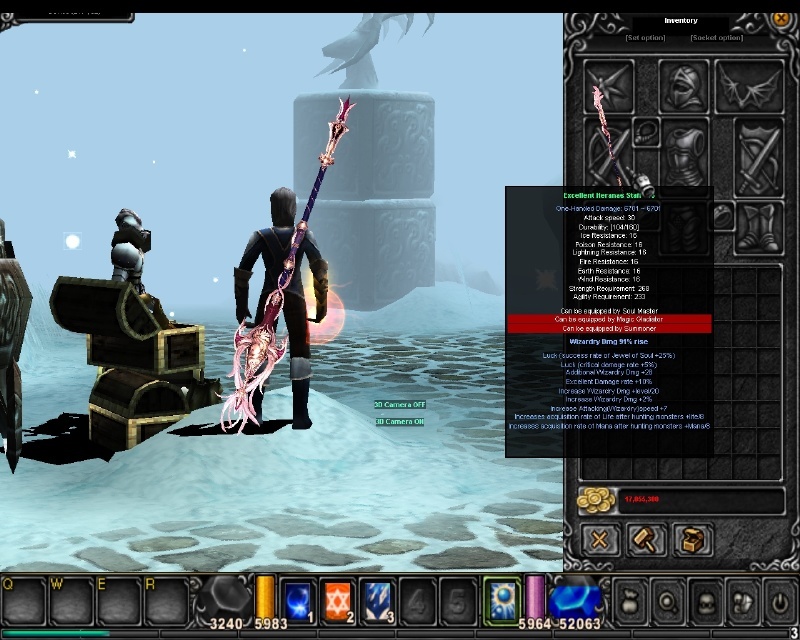 Inventory
[Set option] [Socket option]
Excellent Heranas Staff
One-Handed Damage: 6701 ~ 6701
Attack speed: 30
Durability: [104/160]
Ice Resistance: 16
Poison Resistance: 16
Lightning Resistance: 16
Fire Resistance: 16
Earth Resistance: 16
Wind Resistance: 16
Strength Requirement: 268
Agility Requirement: 233
Can be equipped by Soul Master
Can be equipped by Magic Gladiator
Can be equipped by Summoner
Wizardry Dmg 91% rise
Luck (success rate of Jewel of Soul +25%)
Luck (critical damage rate +5%)
Additional Wizardry Dmg +28
Excellent Damage rate +10%
Increase Wizardry Dmg +level/20
Increase Wizardry Dmg +2%
Increase Attacking(Wizardry)speed +7
Increases acquisition rate of Life after hunting monsters +life/8
Increases acquisition rate of Mana after hunting monsters +Mana/8
3D Camera OFF
3D Camera ON
Q W E R
1 2 3 4 5
3240 5983 5964 52063
3